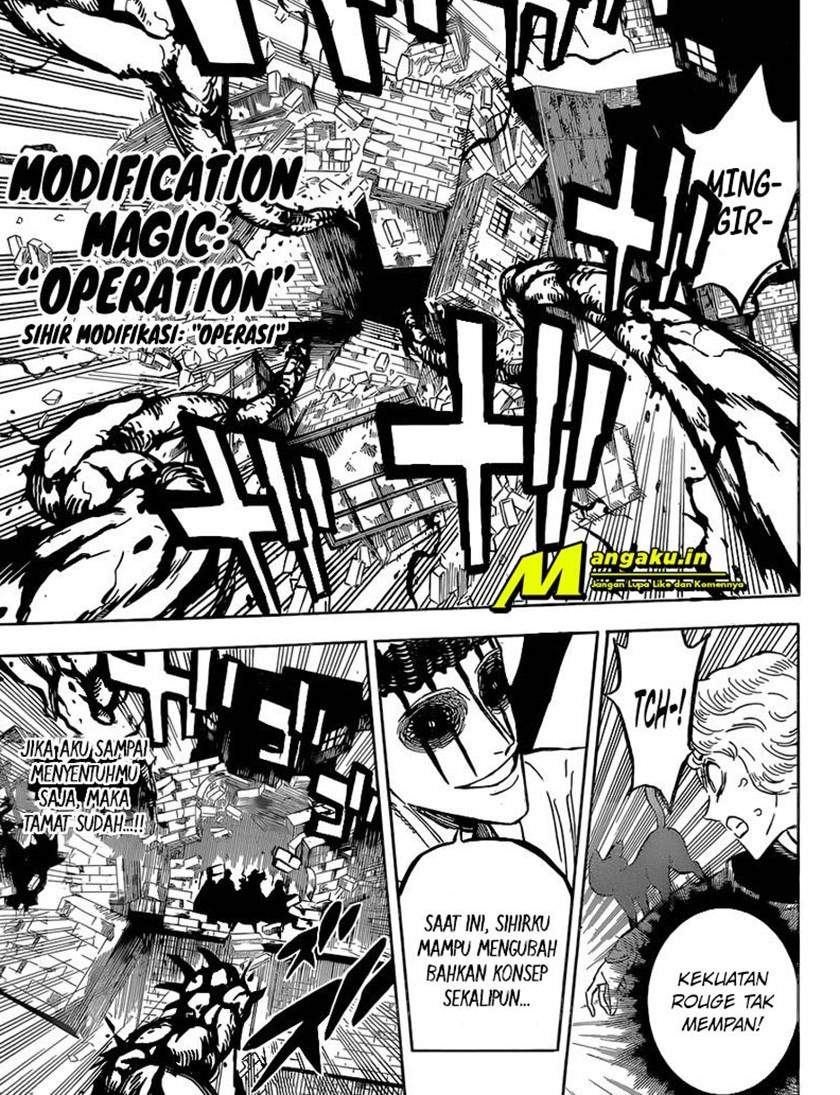 MING-
GIR-
MODIFICATION
MAGIC:
"OPERATION"
SIHIR MODIFIKASI: "OPERASI"
Mangaku.in
Jangan Lupa Like dan Komennya
TCH-!
KEKUATAN
ROUGE TAK
MEMPAN!
SAAT INI, SIHIRKU
MAMPU MENGUBAH
BAHKAN KONSEP
SEKALIPUN...
JIKA AKU SAMPAI
MENYENTUHMU
SAJA, MAKA
TAMAT SUDAH...!!